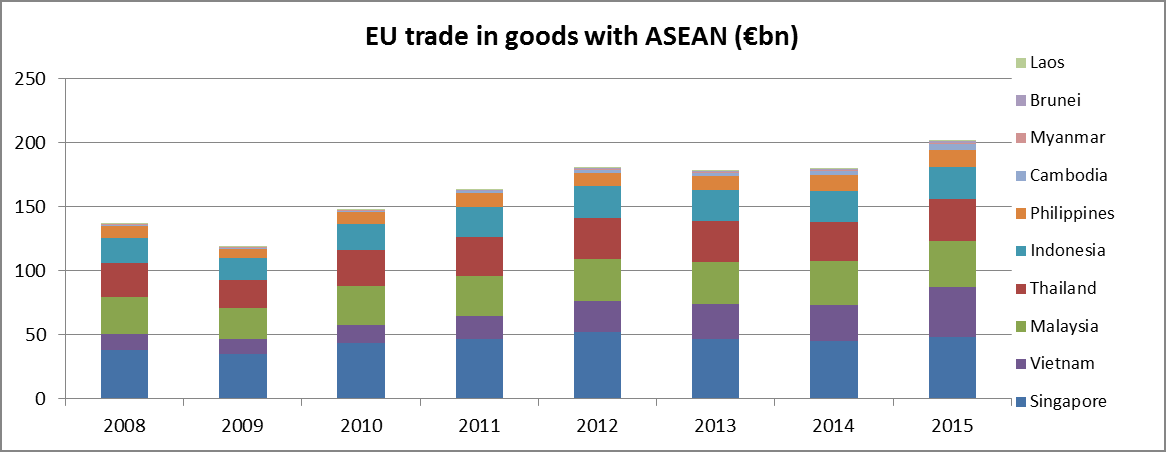 EU trade in goods with ASEAN (€bn)
250
200
150
100
50
0
2008 2009 2010 2011 2012 2013 2014 2015
Laos
Brunei
Myanmar
Cambodia
Philippines
Indonesia
Thailand
Malaysia
Vietnam
Singapore